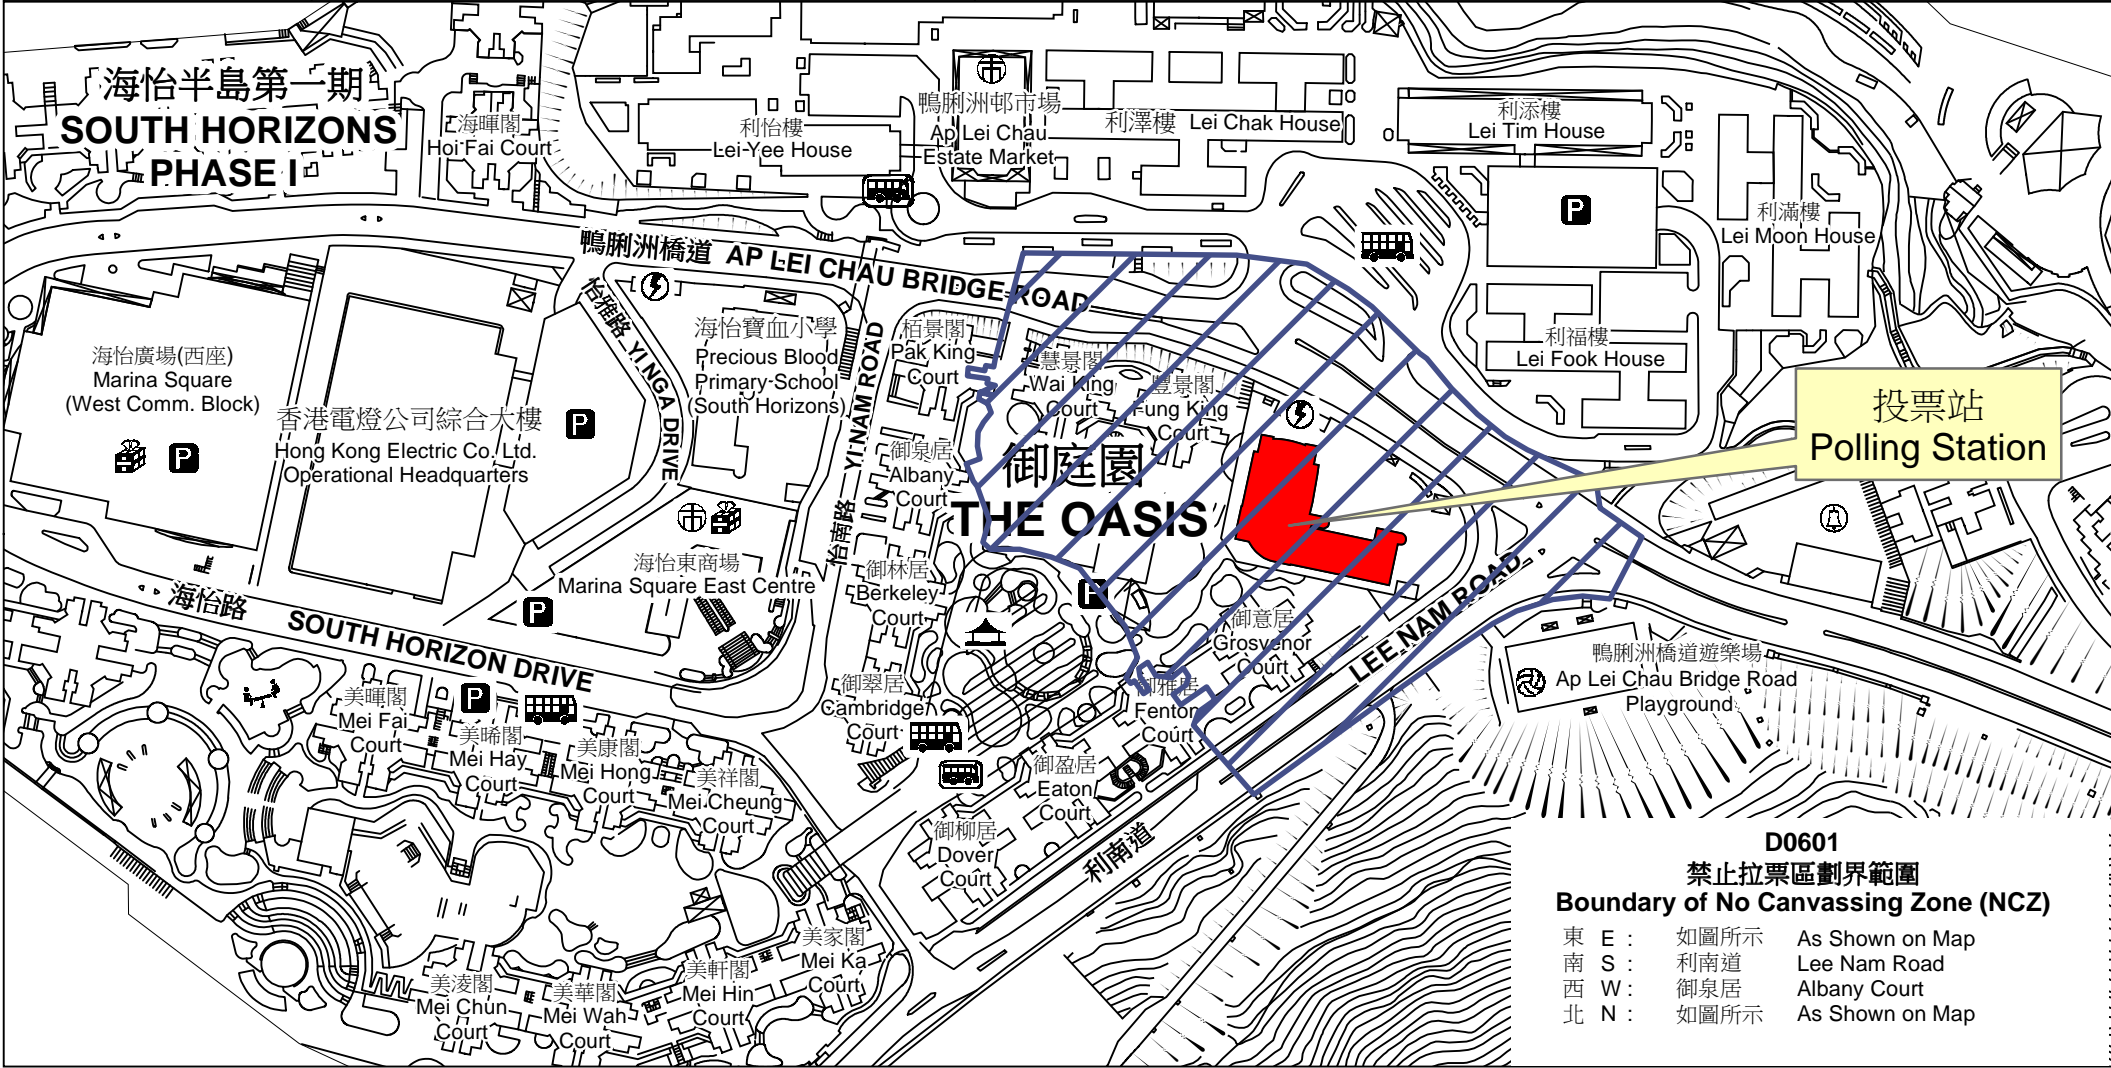 海怡半島第一期
SOUTH HORIZONS
PHASE I
海暉閣
Hoi Fai Court
利怡樓
Lei Yee House
鴨脷洲邨市場
Ap Lei Chau
Estate Market
利澤樓 Lei Chak House
利添樓
Lei Tim House
P
利滿樓
Lei Moon House
鴨脷洲橋道 AP LEI CHAU BRIDGE ROAD
怡雅路 YI NGA DRIVE
海怡寶血小學
Precious Blood
Primary School
(South Horizons)
怡南路 YI NAM ROAD
栢景閣
Pak King
Court
慧景閣
Wai King
Court
豐景閣
Fung King
Court
利福樓
Lei Fook House
海怡廣場(西座)
Marina Square
(West Comm. Block)
P
香港電燈公司綜合大樓
Hong Kong Electric Co. Ltd.
Operational Headquarters
P
御泉居
Albany
Court
御庭園
THE OASIS
投票站
Polling Station
海怡東商場
Marina Square East Centre
P
御林居
Berkeley
Court
P
御意居
Grosvenor
Court
LEE NAM ROAD
利南道
海怡路 SOUTH HORIZON DRIVE
鴨脷洲橋道遊樂場
Ap Lei Chau Bridge Road
Playground
美暉閣
Mei Fai
Court
P
美晞閣
Mei Hay
Court
美康閣
Mei Hong
Court
美祥閣
Mei Cheung
Court
御翠居
Cambridge
Court
御雅居
Fenton
Court
御盈居
Eaton
Court
御柳居
Dover
Court
美凌閣
Mei Chun
Court
美華閣
Mei Wah
Court
美軒閣
Mei Hin
Court
美家閣
Mei Ka
Court
D0601
禁止拉票區劃界範圍
Boundary of No Canvassing Zone (NCZ)
東 E : 如圖所示 As Shown on Map
南 S : 利南道 Lee Nam Road
西 W : 御泉居 Albany Court
北 N : 如圖所示 As Shown on Map